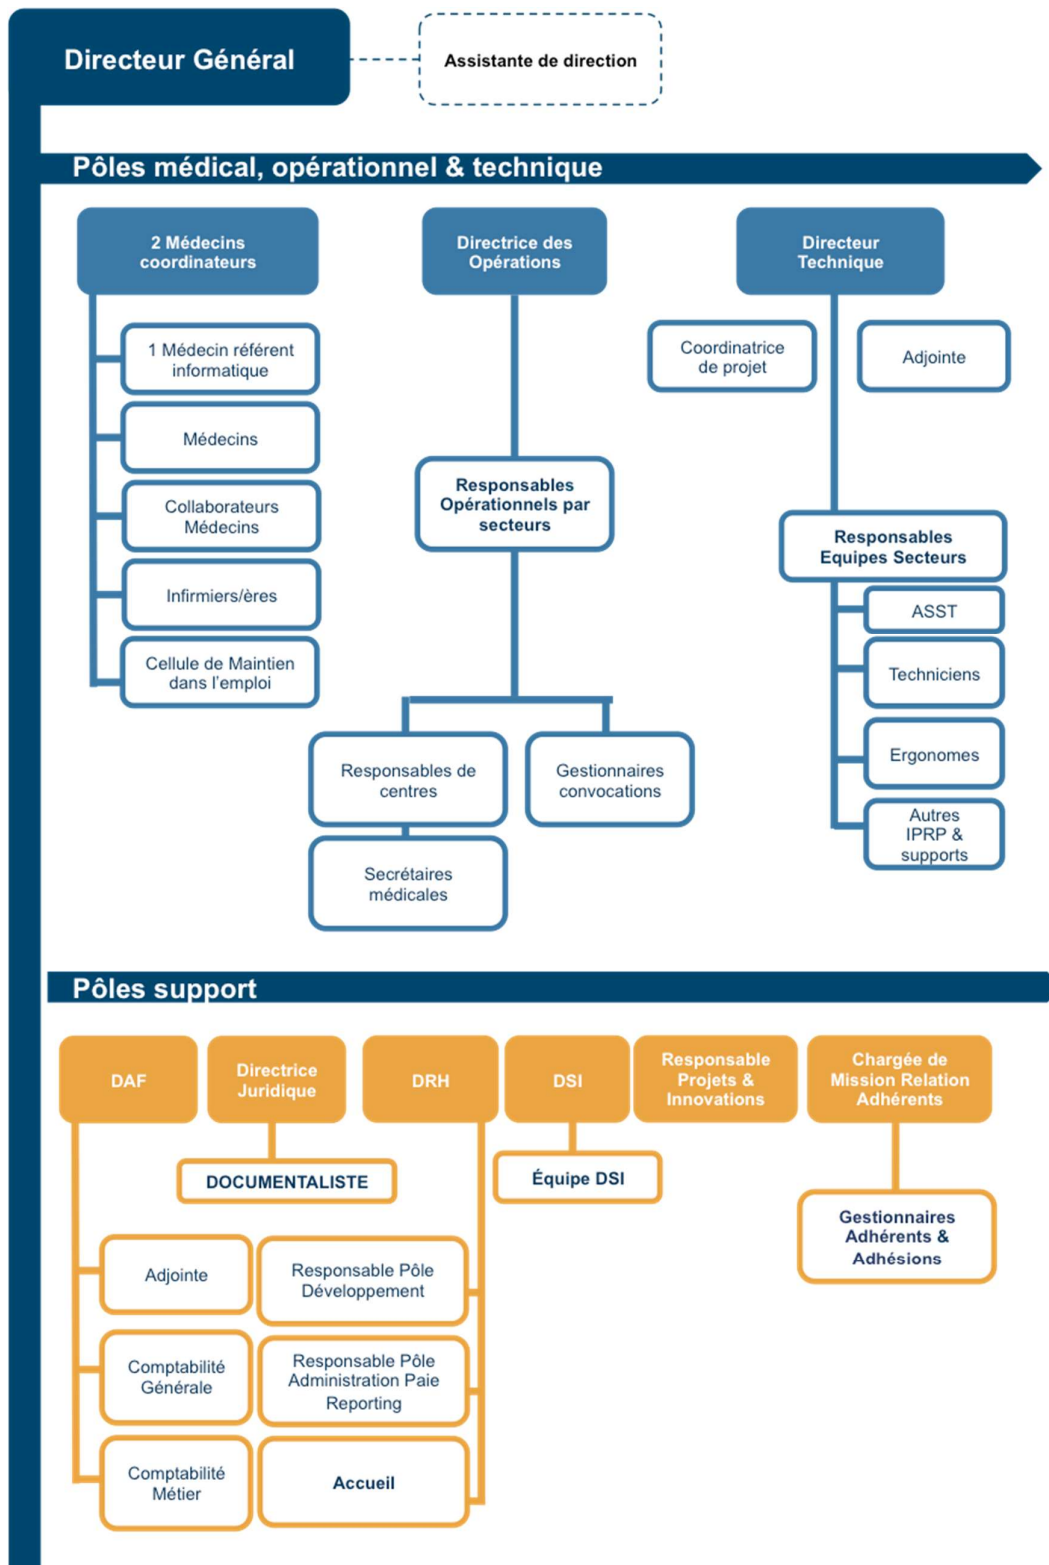 Directeur Général
Assistante de direction
Pôles médical, opérationnel & technique
2 Médecins
coordinateurs
1 Médecin référent
informatique
Médecins
Collaborateurs
Médecins
Infirmiers/ères
Cellule de Maintien
dans l'emploi
Directrice des
Opérations
Responsables
Opérationnels par
secteurs
Responsables de
centres
Gestionnaires
convocations
Secrétaires
médicales
Directeur
Technique
Coordinatrice
de projet
Adjointe
Responsables
Equipes Secteurs
ASST
Techniciens
Ergonomes
Autres
IPRP &
supports
Pôles support
DAF
Adjointe
Comptabilité
Générale
Comptabilité
Métier
Directrice
Juridique
DOCUMENTALISTE
DRH
Responsable Pôle
Développement
Responsable Pôle
Administration Paie
Reporting
Accueil
DSI
Équipe DSI
Responsable
Projets &
Innovations
Chargée de
Mission Relation
Adhérents
Gestionnaires
Adhérents &
Adhésions